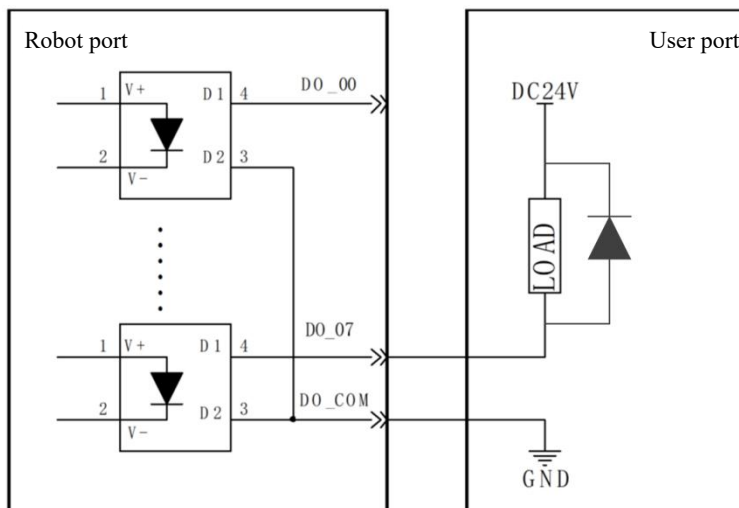 Robot port
User port
1
V+
D1
4
DO_00
2
V-
D2
3
DC24V
LOAD
1
V+
D1
4
DO_07
2
V-
D2
3
DO_COM
GND